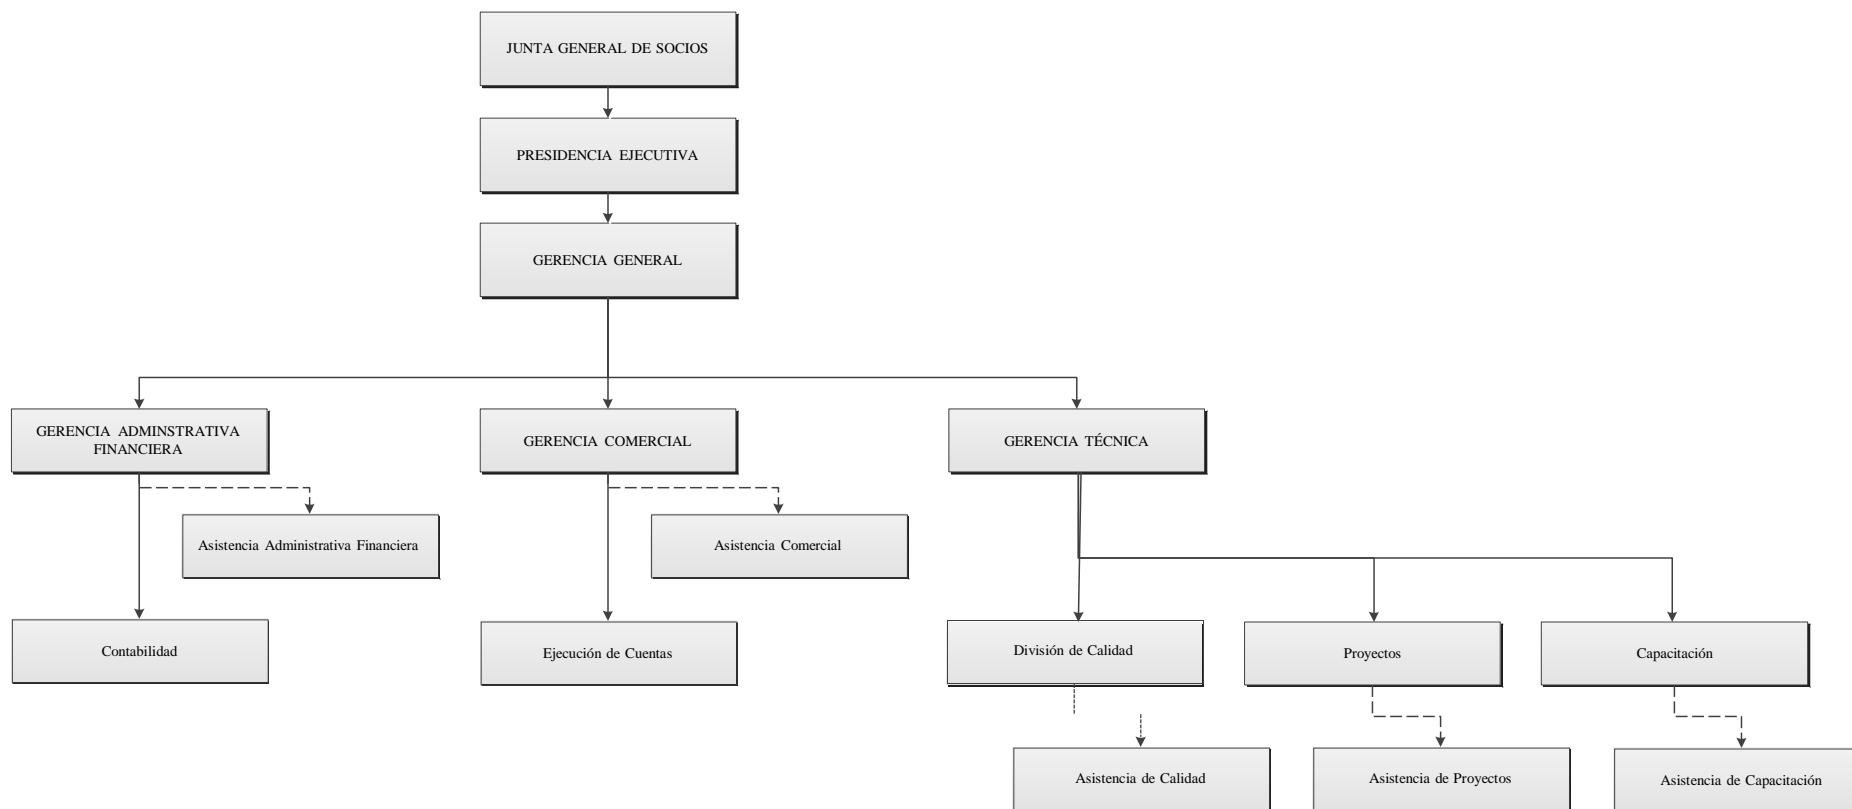 JUNTA GENERAL DE SOCIOS
PRESIDENCIA EJECUTIVA
GERENCIA GENERAL
GERENCIA ADMINSTRATIVA
FINANCIERA
GERENCIA COMERCIAL
GERENCIA TÉCNICA
Asistencia Administrativa Financiera
Asistencia Comercial
Contabilidad
Ejecución de Cuentas
División de Calidad
Proyectos
Capacitación
Asistencia de Calidad
Asistencia de Proyectos
Asistencia de Capacitación